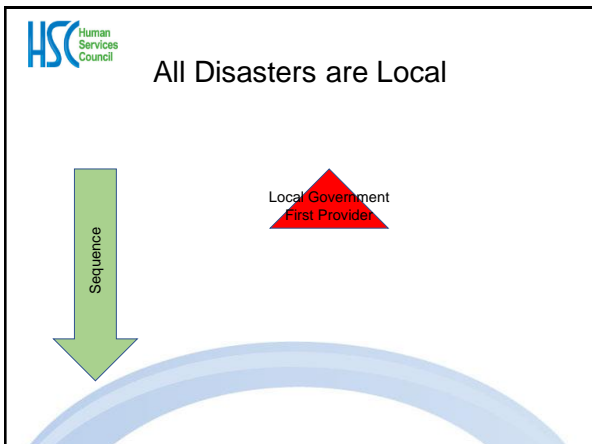 HSC Human
Services
Council
All Disasters are Local
Local Government
First Provider
Sequence